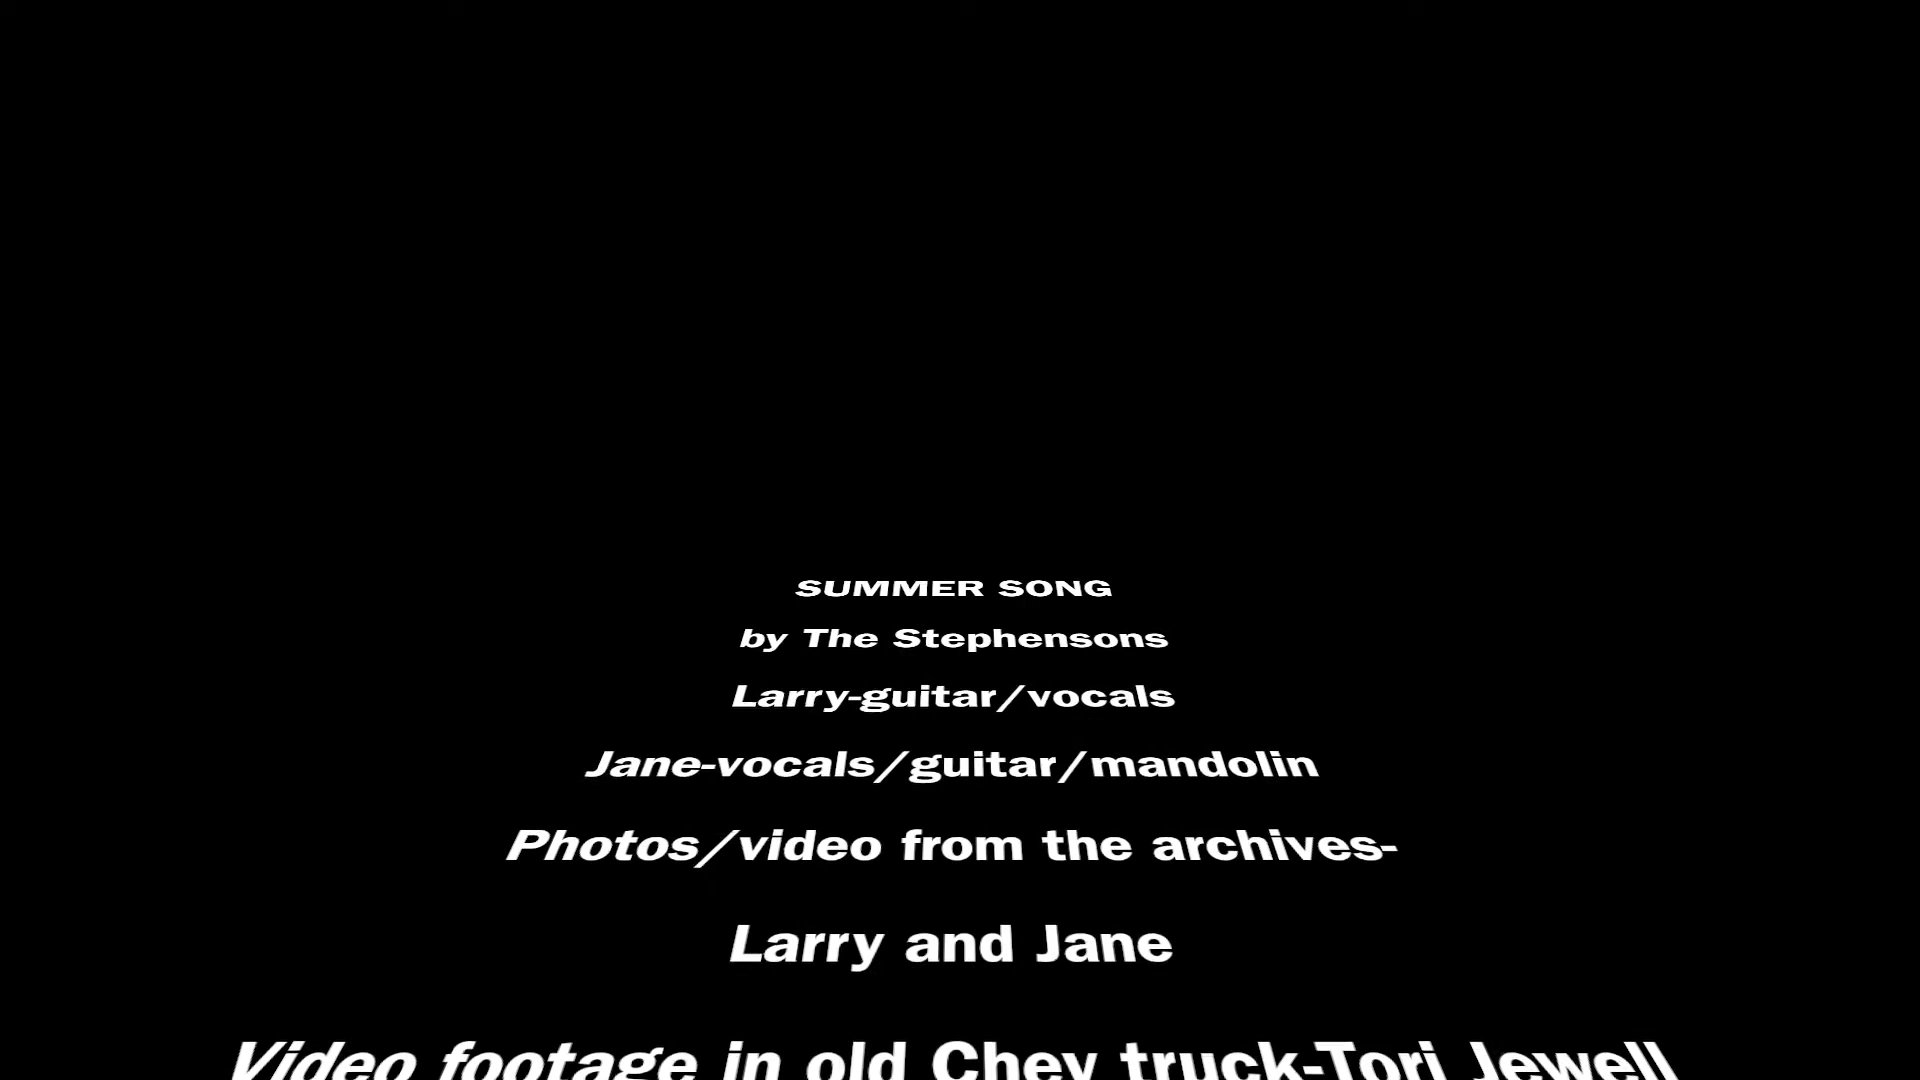 SUMMER SONG
by The Stephensons
Larry-guitar/vocals
Jane-vocals/guitar/mandolin
Photos/video from the archives-
Larry and Jane
Video footage in old Chev truck-Tori Jewell